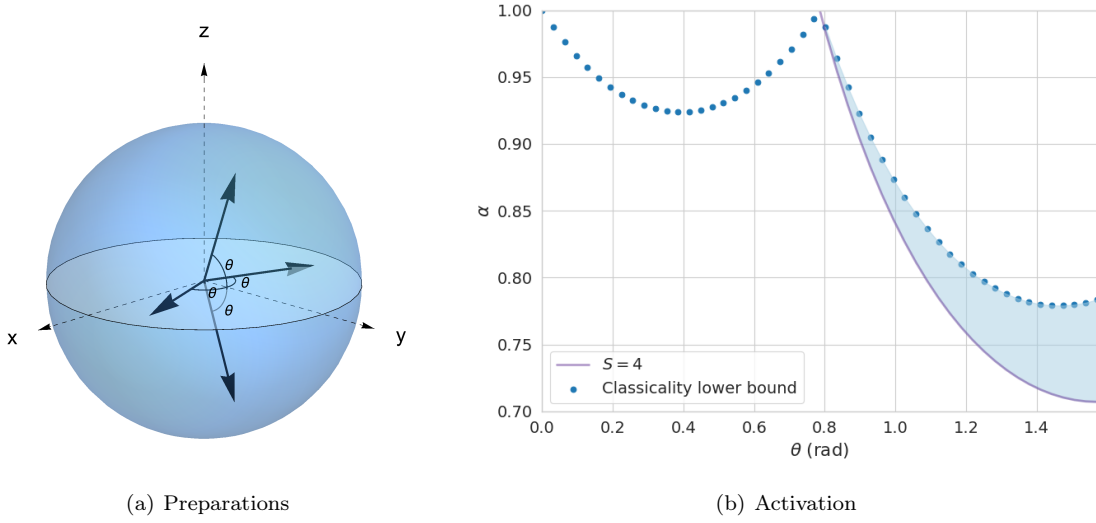 z
θ
θ
θ
θ
x
y
(a) Preparations
1.00
0.95
0.90
0.85
0.80
0.75
0.70
α
S = 4
Classicality lower bound
0.0 0.2 0.4 0.6 0.8 1.0 1.2 1.4
θ (rad)
(b) Activation